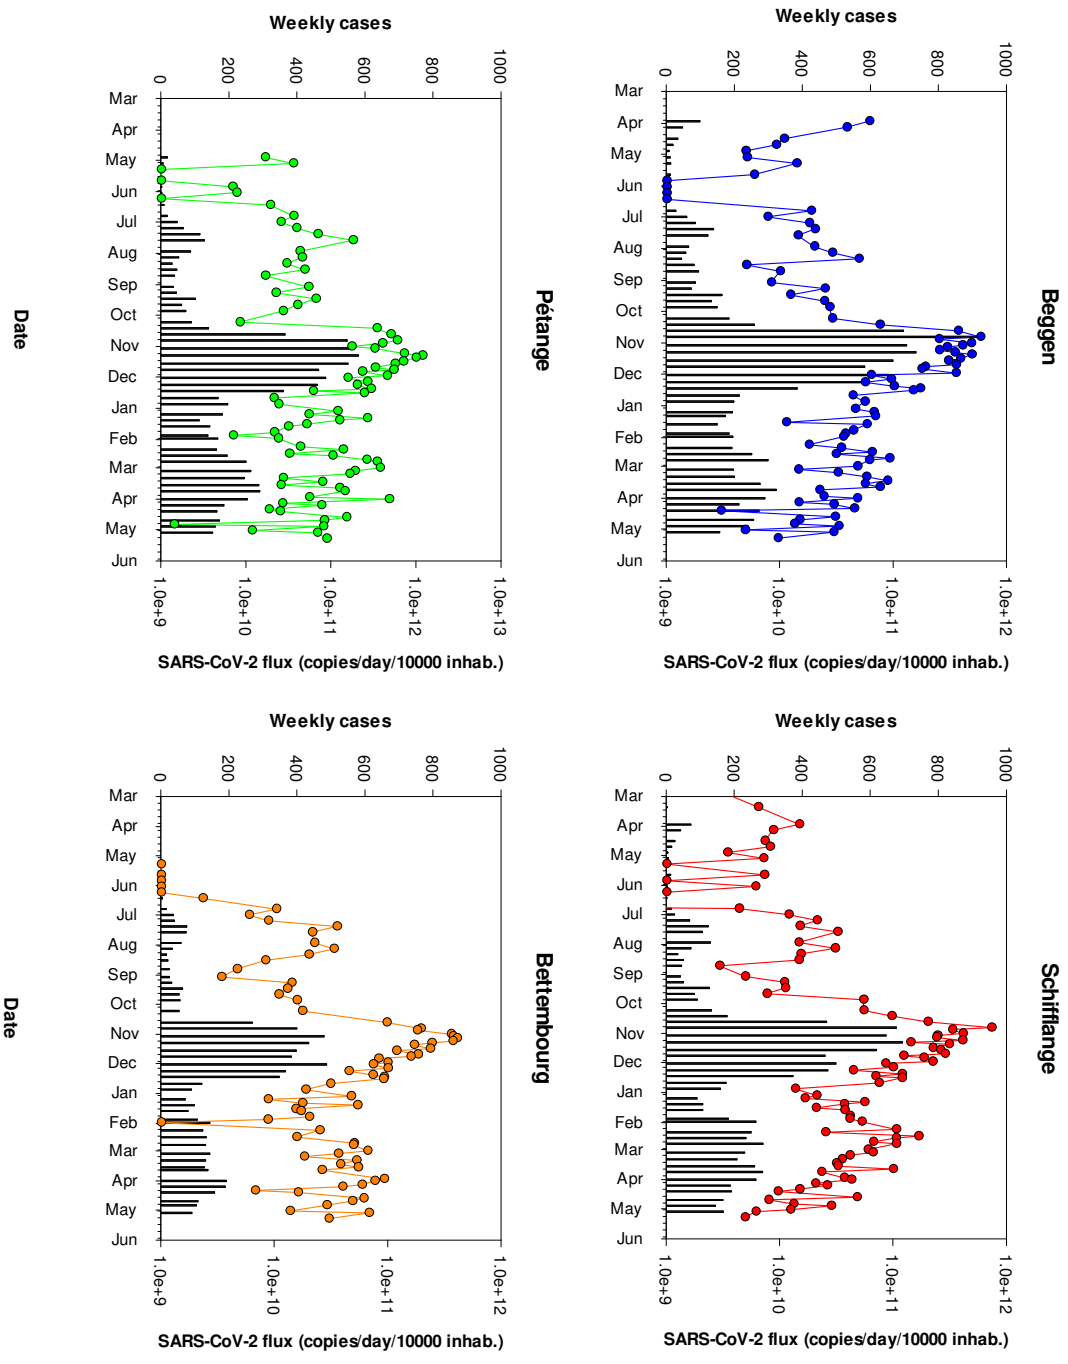 Beggen
Weekly cases
1000
800
600
400
200
0
Mar
Apr
May
Jun
Jul
Aug
Sep
Oct
Nov
Dec
Jan
Feb
Mar
Apr
May
Jun
1.0e+12
1.0e+11
1.0e+10
1.0e+9
SARS-CoV-2 flux (copies/day/10000 inhab.)
Schifflange
Weekly cases
1000
800
600
400
200
0
Mar
Apr
May
Jun
Jul
Aug
Sep
Oct
Nov
Dec
Jan
Feb
Mar
Apr
May
Jun
1.0e+12
1.0e+11
1.0e+10
1.0e+9
SARS-CoV-2 flux (copies/day/10000 inhab.)
Pétange
Weekly cases
1000
800
600
400
200
0
Mar
Apr
May
Jun
Jul
Aug
Sep
Oct
Nov
Dec
Jan
Feb
Mar
Apr
May
Jun
1.0e+13
1.0e+12
1.0e+11
1.0e+10
1.0e+9
SARS-CoV-2 flux (copies/day/10000 inhab.)
Date
Bettembourg
Weekly cases
1000
800
600
400
200
0
Mar
Apr
May
Jun
Jul
Aug
Sep
Oct
Nov
Dec
Jan
Feb
Mar
Apr
May
Jun
1.0e+12
1.0e+11
1.0e+10
1.0e+9
SARS-CoV-2 flux (copies/day/10000 inhab.)
Date